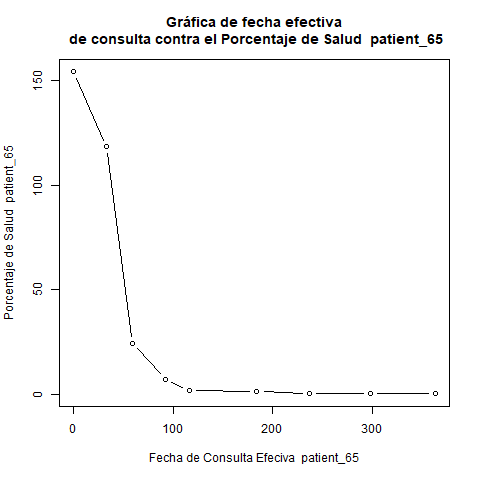 Gráfica de fecha efectiva
de consulta contra el Porcentaje de Salud patient_65
Porcentaje de Salud patient_65
150
100
50
0
0 100 200 300
Fecha de Consulta Efeciva patient_65